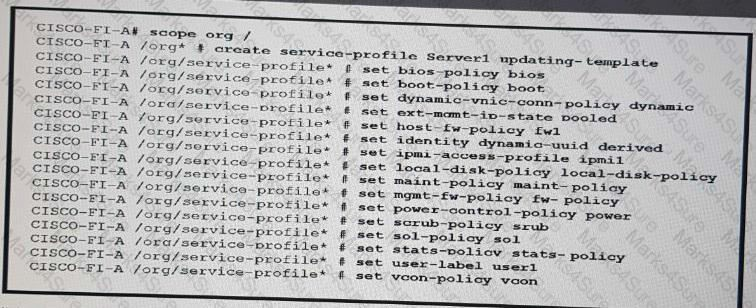 CISCO-FI-A# scope org /
CISCO-FI-A /org* # create service-profile Server1 updating-template
CISCO-FI-A /org/service-profile* # set bios-policy bios
CISCO-FI-A /org/service-profile* # set boot-policy boot
CISCO-FI-A /org/service-profile* # set dynamic-vnic-conn-policy dynamic
CISCO-FI-A /org/service-profile* # set ext-mgmt-ip-state pooled
CISCO-FI-A /org/service-profile* # set host-fw-policy fw1
CISCO-FI-A /org/service-profile* # set identity dynamic-uuid derived
CISCO-FI-A /org/service-profile* # set ipmi-access-profile ipmi1
CISCO-FI-A /org/service-profile* # set local-disk-policy local-disk-policy
CISCO-FI-A /org/service-profile* # set maint-policy maint-policy
CISCO-FI-A /org/service-profile* # set mgmt-fw-policy fw- policy
CISCO-FI-A /org/service-profile* # set power-control-policy power
CISCO-FI-A /org/service-profile* # set scrub-policy srub
CISCO-FI-A /org/service-profile* # set sol-policy sol
CISCO-FI-A /org/service-profile* # set stats-policy stats-policy
CISCO-FI-A /org/service-profile* # set user-label user1
CISCO-FI-A /org/service-profile* # set vcon-policy vcon
Marks4Sure